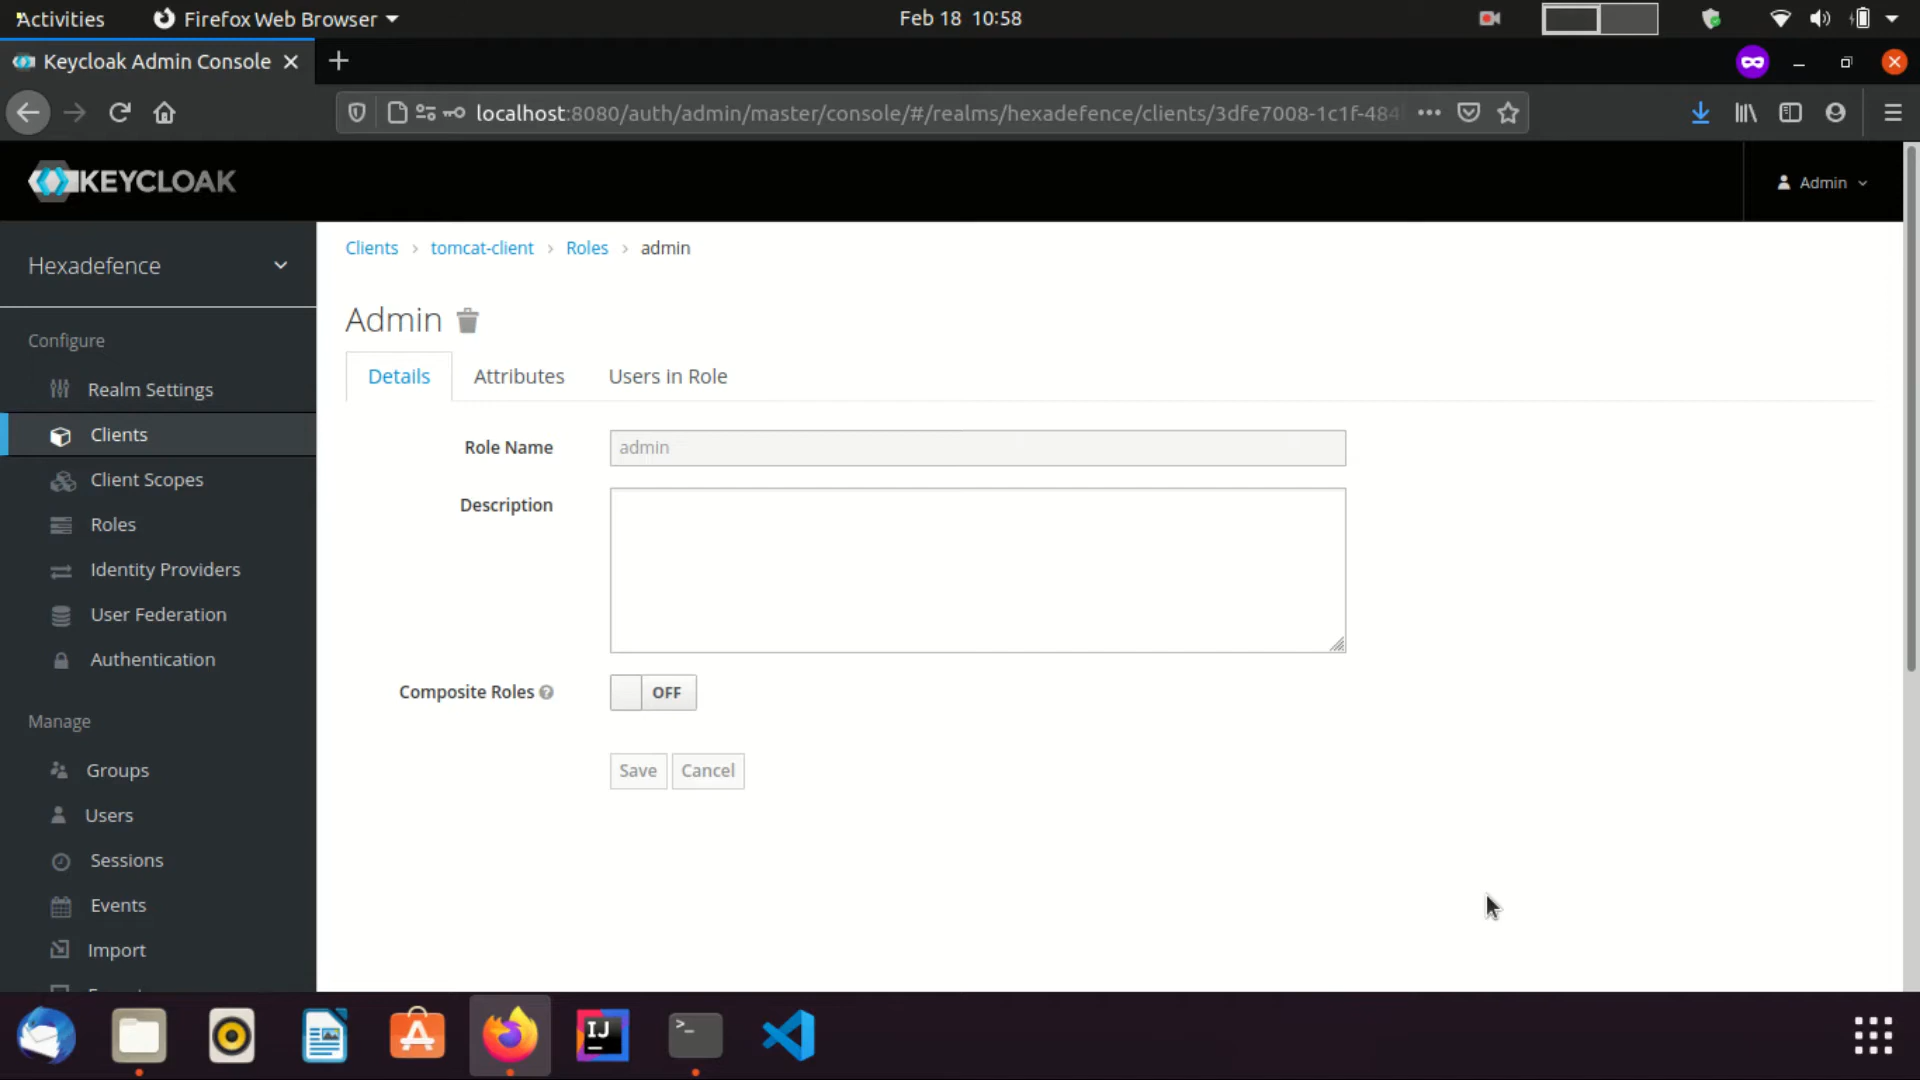 Activities
Firefox Web Browser
Feb 18 10:58
Keycloak Admin Console
localhost:8080/auth/admin/master/console/#/realms/hexadefence/clients/3dfe7008-1c1f-484
KEYCLOAK
Admin
Hexadefence
Configure
Realm Settings
Clients
Client Scopes
Roles
Identity Providers
User Federation
Authentication
Manage
Groups
Users
Sessions
Events
Import
Clients › tomcat-client › Roles › admin
Admin
Details
Attributes
Users in Role
Role Name
admin
Description
Composite Roles
OFF
Save
Cancel
IJ